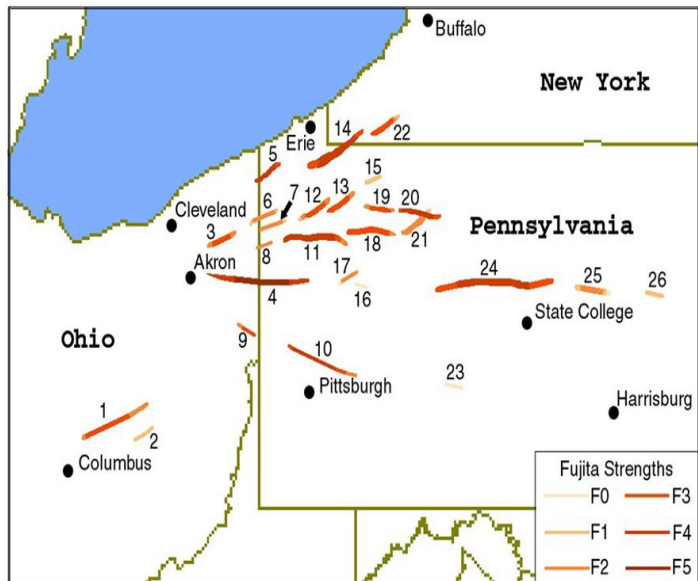 Buffalo
New York
Erie
14
22
5
15
6
7
12
13
19
20
Cleveland
3
Pennsylvania
8
11
18
21
Akron
17
24
25
26
4
16
State College
Ohio
9
10
23
Pittsburgh
Harrisburg
1
2
Columbus
Fujita Strengths
F0 F3
F1 F4
F2 F5